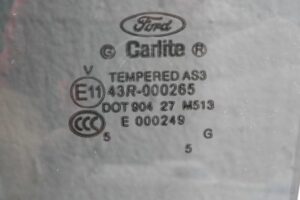 Ford
G Carlite ®
V TEMPERED AS3
E11 43R-000265
DOT 904 27 M513
CCC E 000249
5 G
5